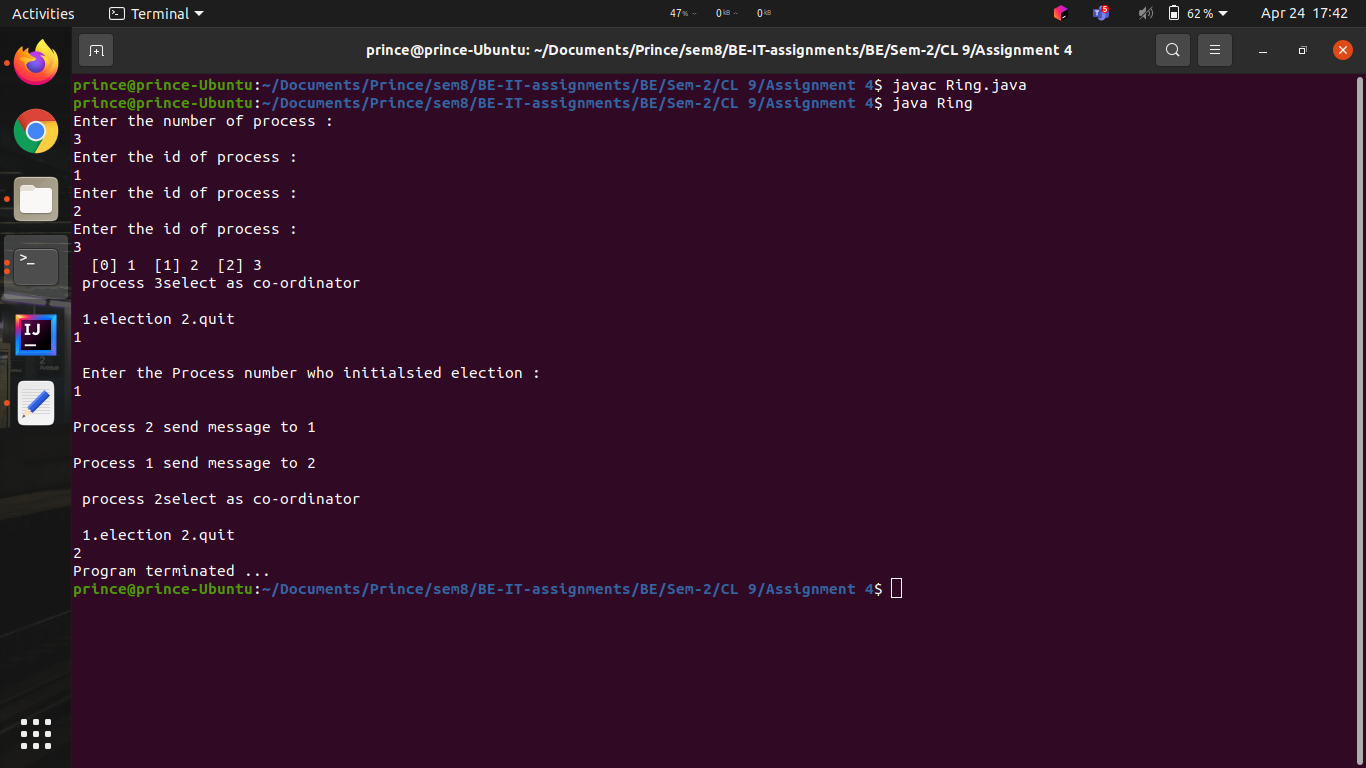 Activities Terminal 47% 0kB 0kB 5 62 % Apr 24 17:42
prince@prince-Ubuntu: ~/Documents/Prince/sem8/BE-IT-assignments/BE/Sem-2/CL 9/Assignment 4
prince@prince-Ubuntu:~/Documents/Prince/sem8/BE-IT-assignments/BE/Sem-2/CL 9/Assignment 4$ javac Ring.java
prince@prince-Ubuntu:~/Documents/Prince/sem8/BE-IT-assignments/BE/Sem-2/CL 9/Assignment 4$ java Ring
Enter the number of process :
3
Enter the id of process :
1
Enter the id of process :
2
Enter the id of process :
3
  [0] 1  [1] 2  [2] 3
 process 3select as co-ordinator
 1.election 2.quit
1
 Enter the Process number who initialsied election :
1
Process 2 send message to 1
Process 1 send message to 2
 process 2select as co-ordinator
 1.election 2.quit
2
Program terminated ...
prince@prince-Ubuntu:~/Documents/Prince/sem8/BE-IT-assignments/BE/Sem-2/CL 9/Assignment 4$
>_
IJ